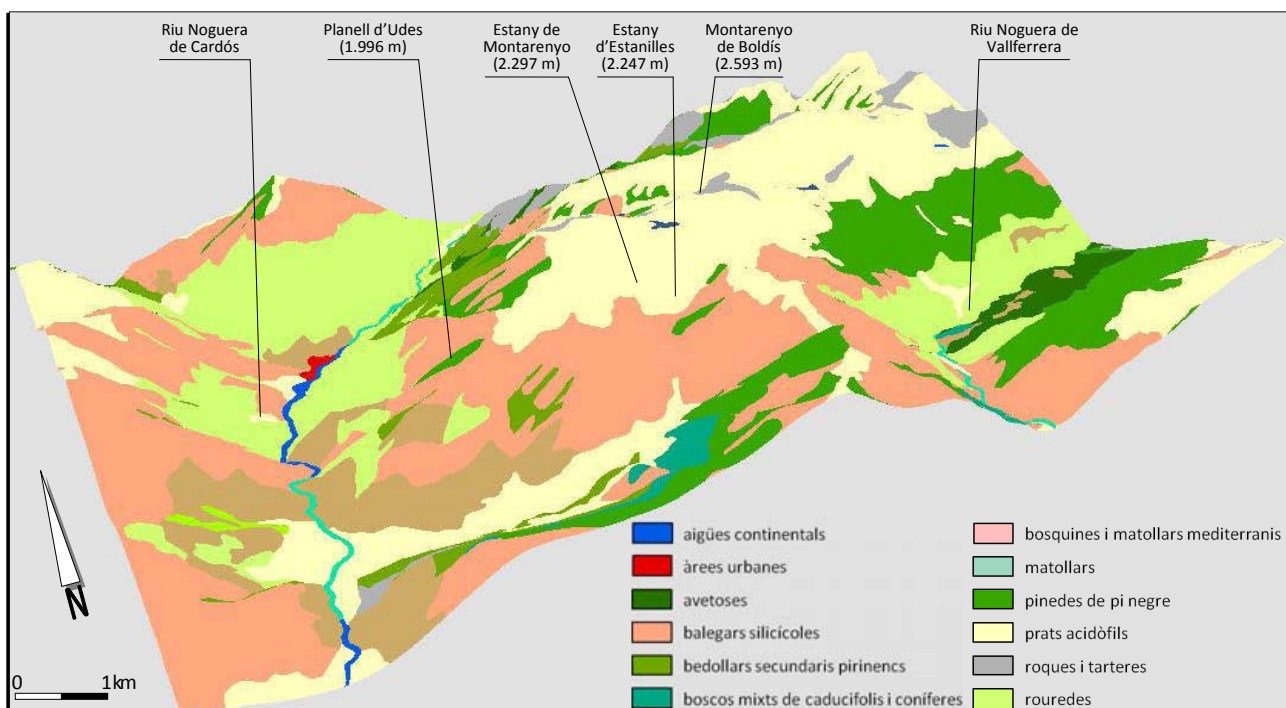 Riu Noguera
de Cardós
Planell d’Udes
(1.996 m)
Estany de
Montarenyo
(2.297 m)
Estany
d’Estanilles
(2.247 m)
Montarenyo
de Boldís
(2.593 m)
Riu Noguera de
Vallferrera
N
0
1km
aigües continentals
àrees urbanes
avetoses
balegars silicícoles
bedollars secundaris pirinencs
boscos mixts de caducifolis i coníferes
bosquines i matollars mediterranis
matollars
pinedes de pi negre
prats acidòfils
roques i tarteres
rouredes